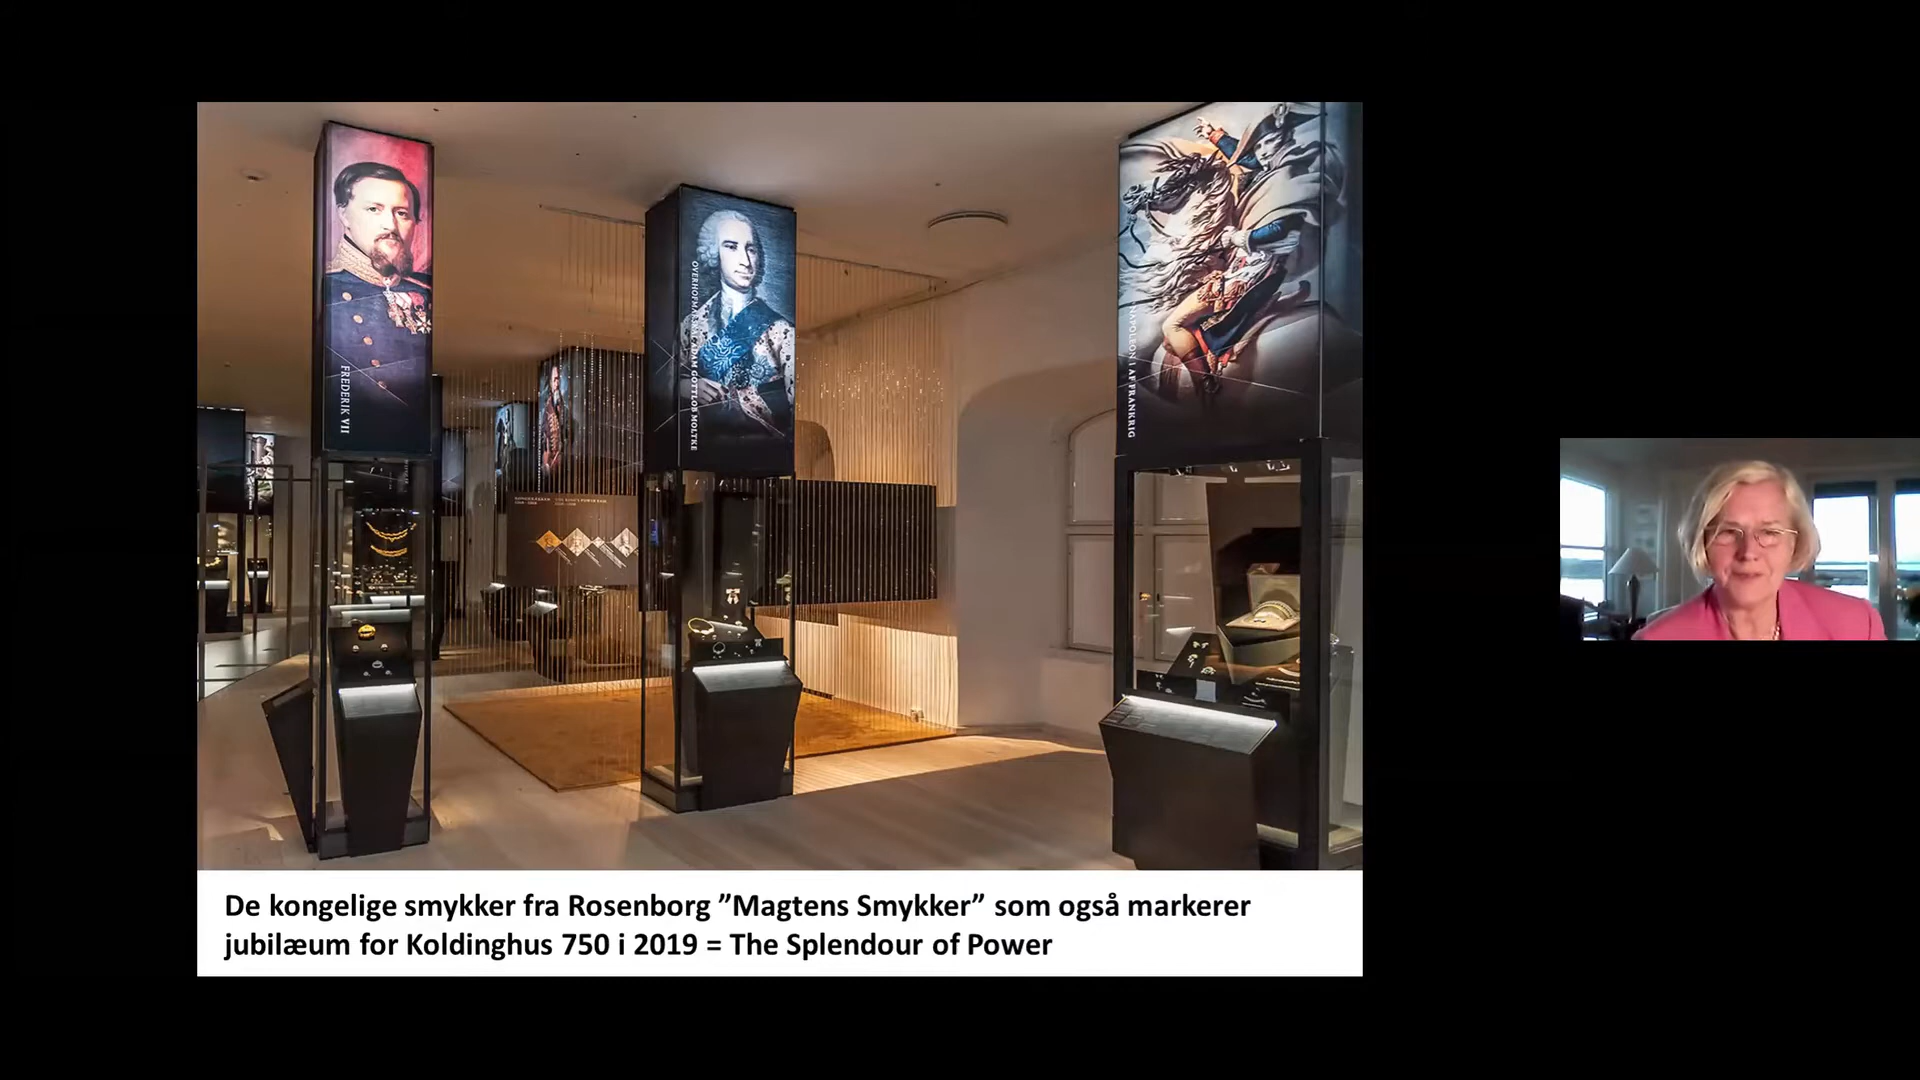 FREDERIK VII
OVERHOFMARSKAL ADAM GOTTLOB MOLTKE
NAPOLEON I AF FRANKRIG
De kongelige smykker fra Rosenborg ”Magtens Smykker” som også markerer
jubilæum for Koldinghus 750 i 2019 = The Splendour of Power